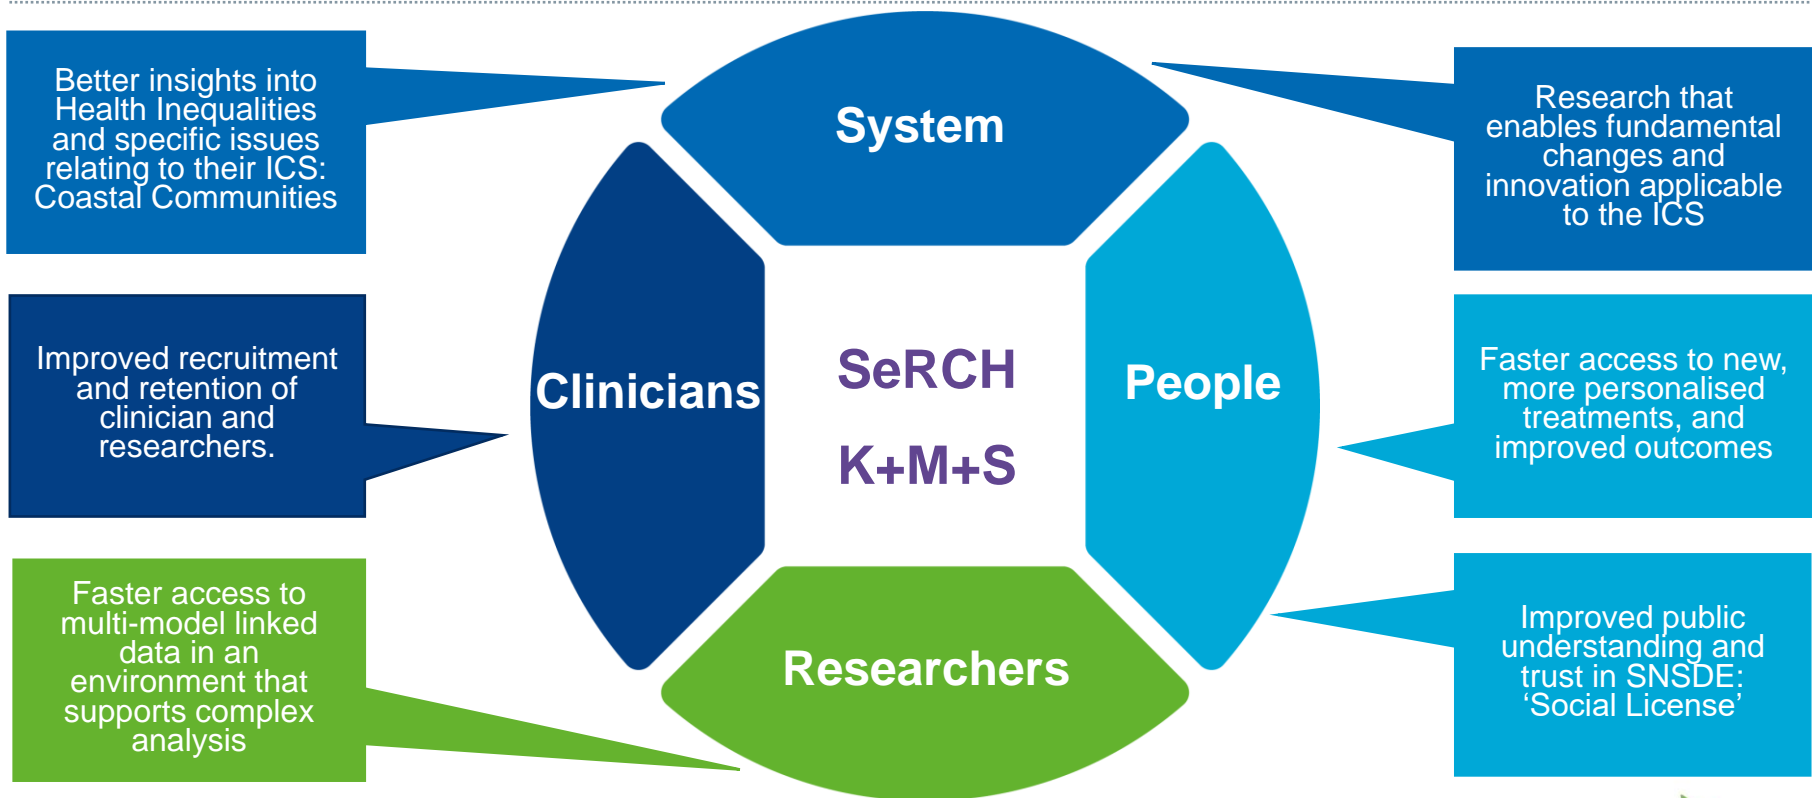 Better insights into
Health Inequalities
and specific issues
relating to their ICS:
Coastal Communities
System
Research that
enables fundamental
changes and
innovation applicable
to the ICS
Improved recruitment
and retention of
clinician and
researchers.
Clinicians
SeRCH
K+M+S
People
Faster access to new,
more personalised
treatments, and
improved outcomes
Faster access to
multi-model linked
data in an
environment that
supports complex
analysis
Researchers
Improved public
understanding and
trust in SNSDE:
‘Social License’